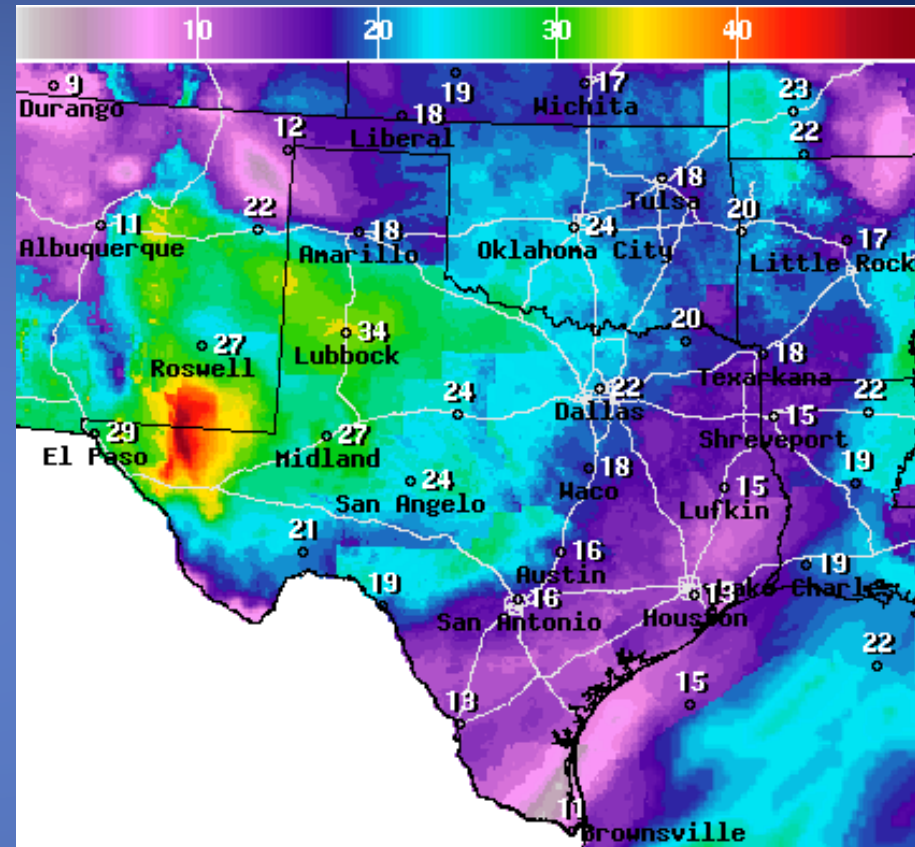 10 20 30 40
9
Durango
19
17
Wichita
23
18
Liberal
12
22
18
Tulsa
11
Albuquerque
22
18
Amarillo
24
Oklahoma City
20
17
Little Rock
27
Roswell
34
Lubbock
20
18
Texarkana
29
El Paso
27
Midland
24
22
Dallas
15
Shreveport
22
24
San Angelo
18
Waco
15
Lufkin
19
21
16
Austin
19
Lake Charles
19
16
San Antonio
13
Houston
22
15
13
11
Brownsville